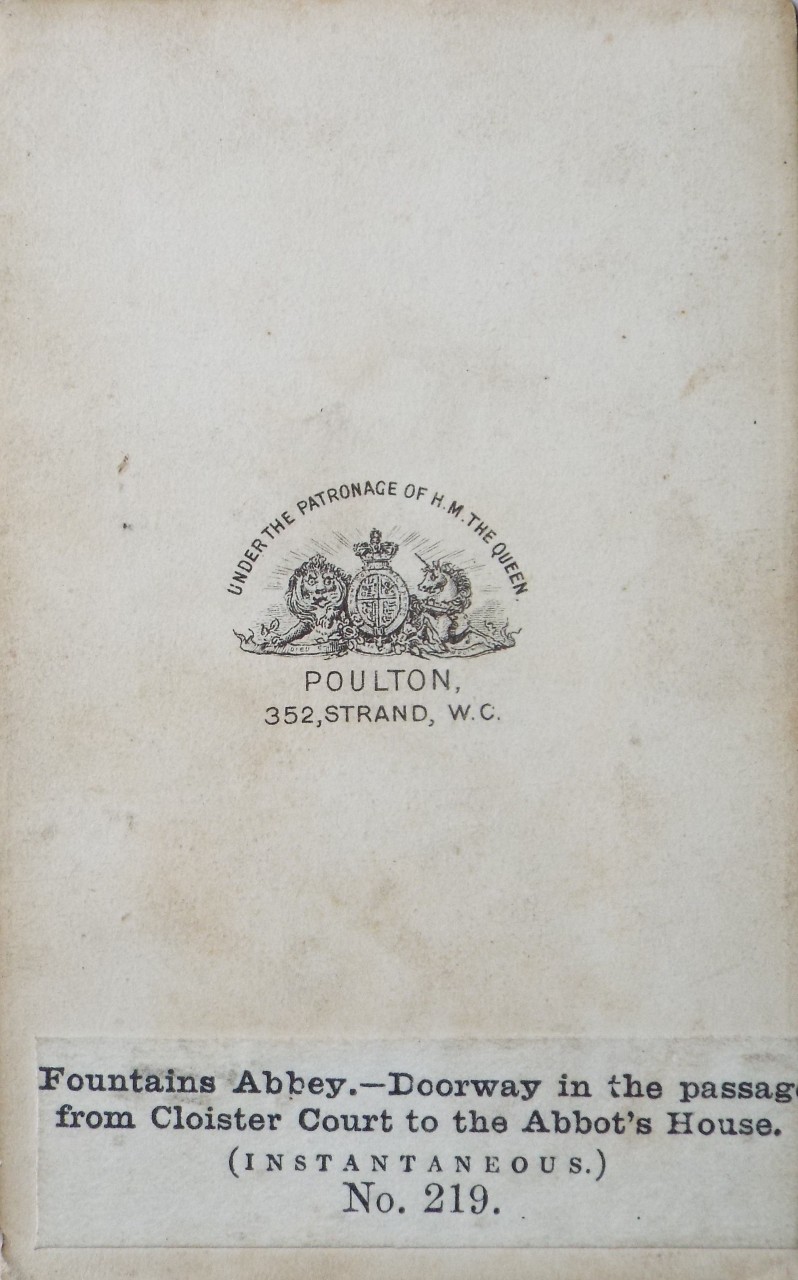 UNDER THE PATRONAGE OF H.M. THE QUEEN.
POULTON,
352, STRAND, W.C.
Fountains Abbey.—Doorway in the passag
from Cloister Court to the Abbot's House.
(INSTANTANEOUS.)
No. 219.